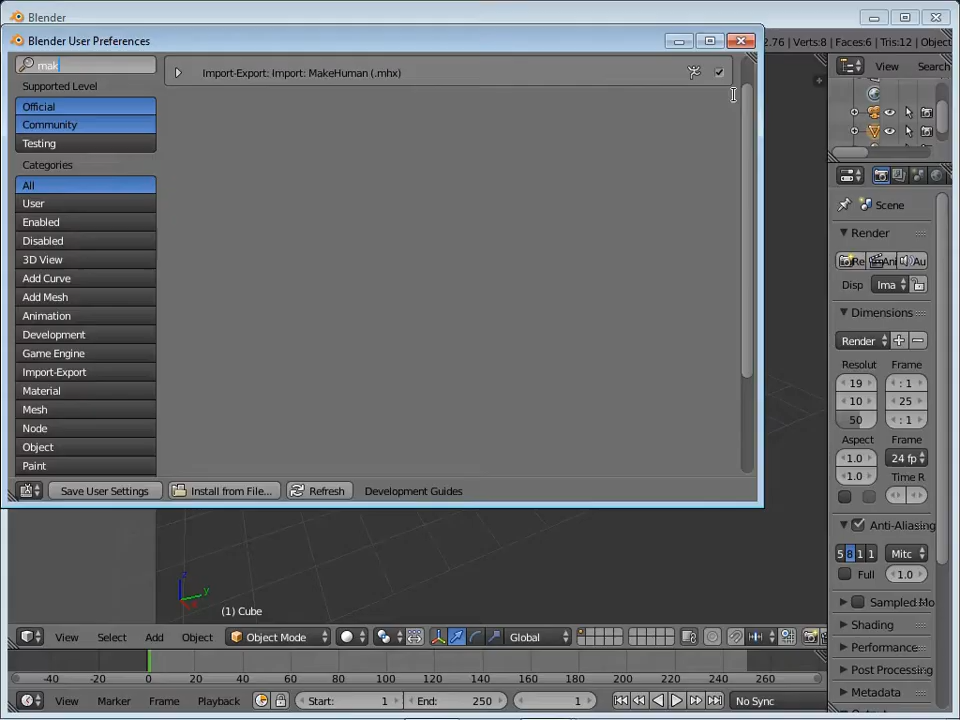 Blender
Blender User Preferences
2.76 | Verts:8 | Faces:6 | Tris:12 | Object
mak
Import-Export: Import: MakeHuman (.mhx)
View
Search
Supported Level
Official
Community
Testing
Categories
All
User
Enabled
Disabled
3D View
Add Curve
Add Mesh
Animation
Development
Game Engine
Import-Export
Material
Mesh
Node
Object
Paint
Save User Settings
Install from File...
Refresh
Development Guides
Scene
Render
Re
Ani
Au
Disp
Ima
Dimensions
Render
Resolut
Frame
19
: 1
10
25
50
: 1
Aspect
Frame
1.0
24 fp
1.0
Time R
Anti-Aliasing
5 8 1 1
Mitc
Full
1.0
Sampled Mo
Shading
Performance
Post Processing
Metadata
z
y
x
(1) Cube
View
Select
Add
Object
Object Mode
Global
-40 -20 0 20 40 60 80 100 120 140 160 180 200 220 240 260
View
Marker
Frame
Playback
Start: 1
End: 250
1
No Sync